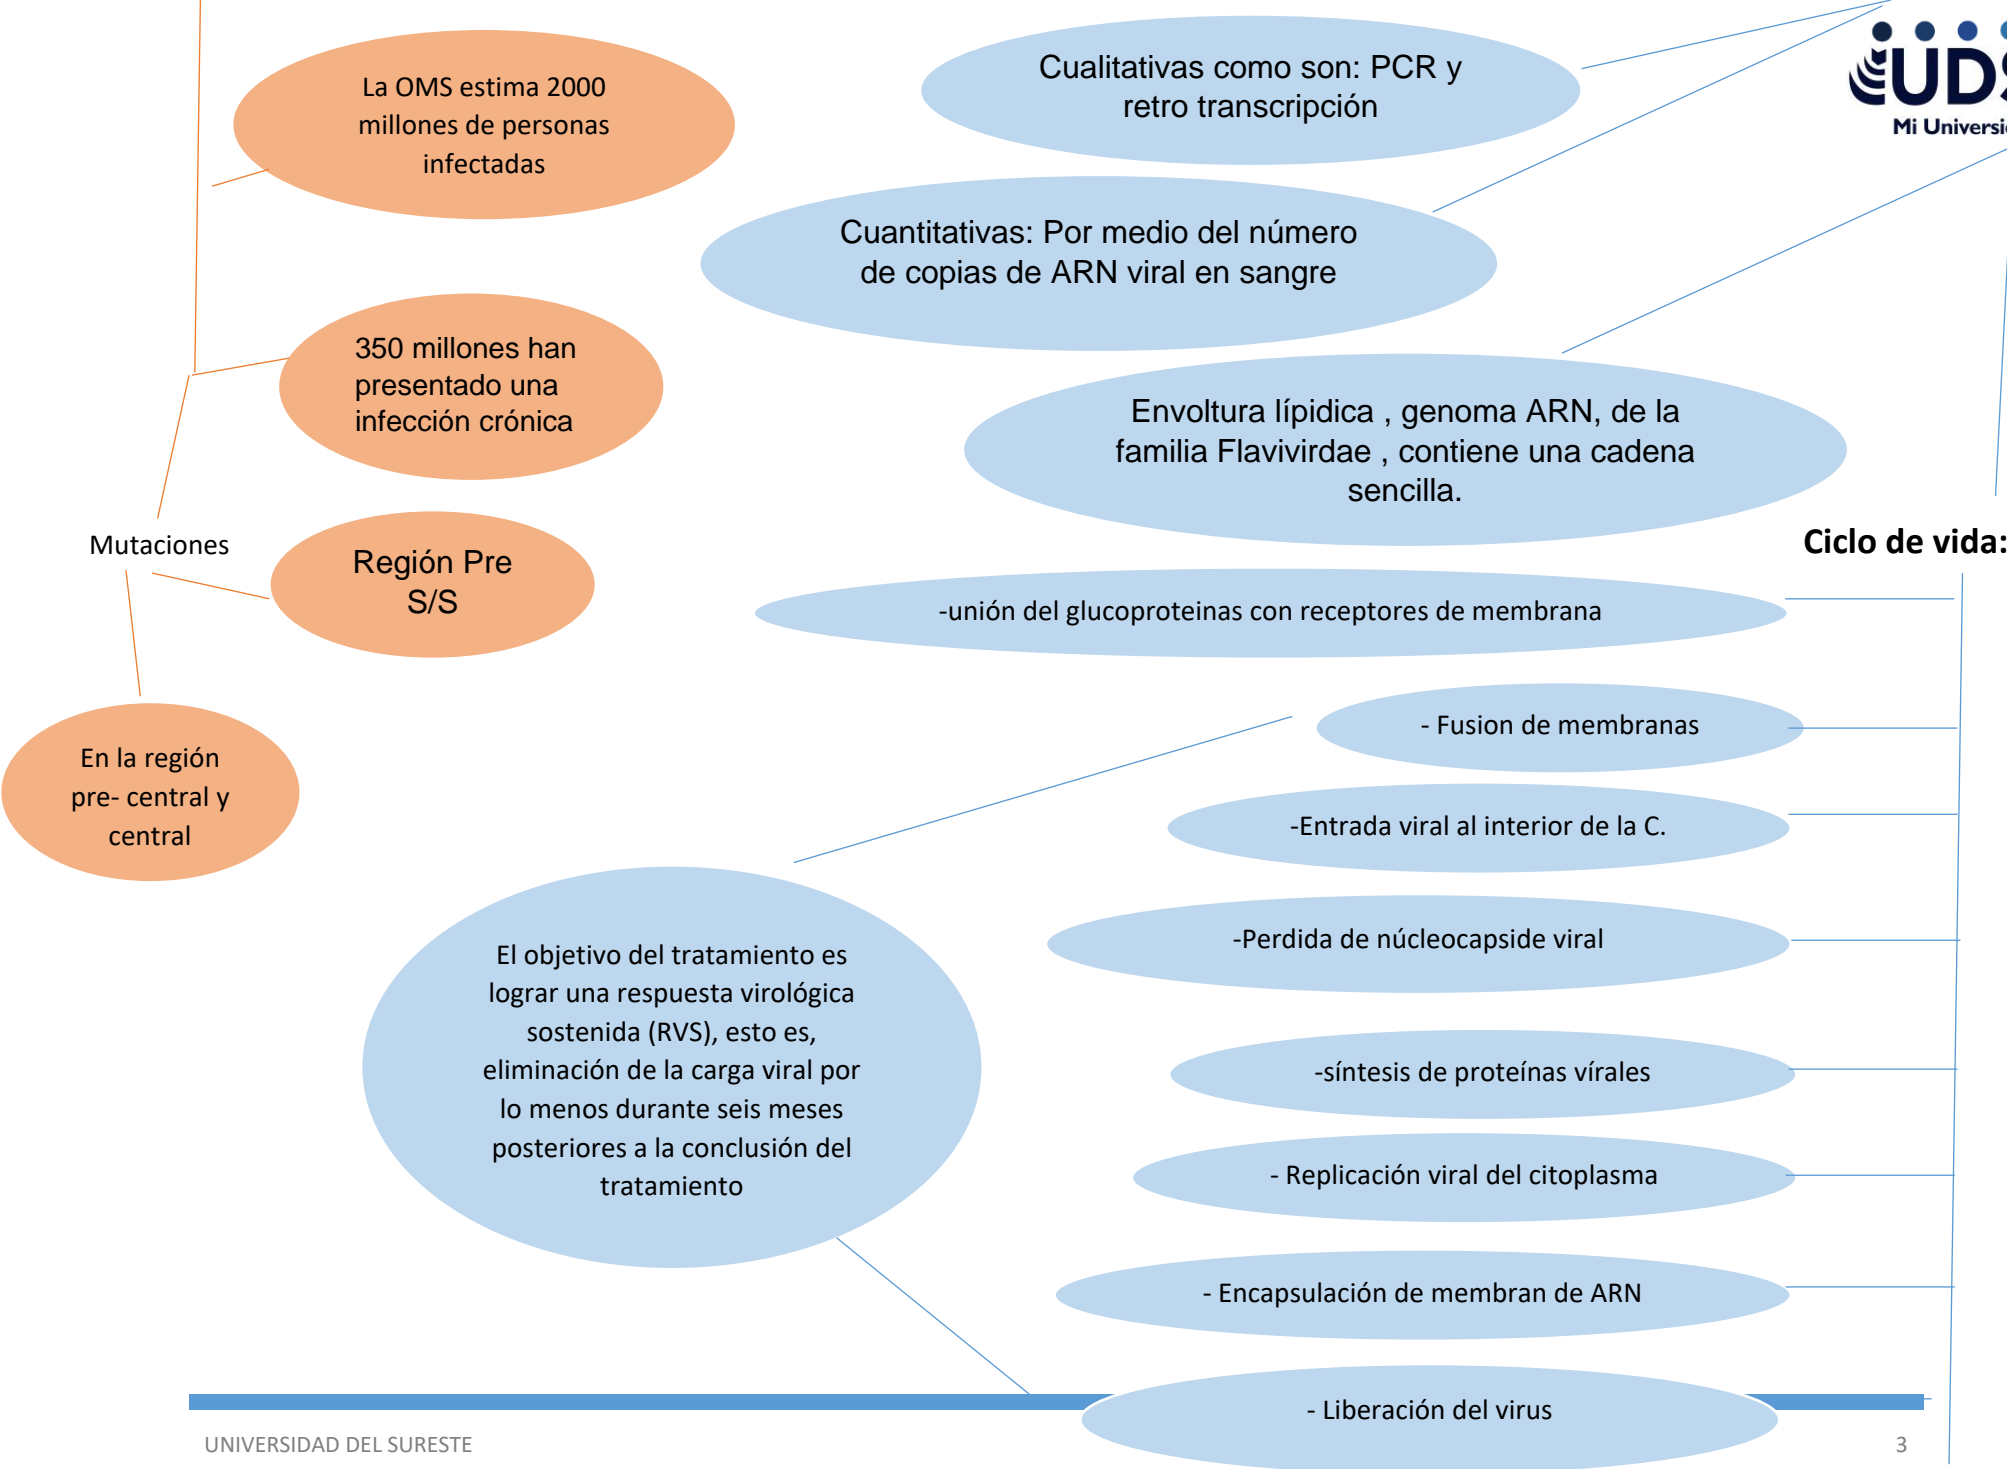 La OMS estima 2000
millones de personas
infectadas
Cualitativas como son: PCR y
retro transcripción
Mi Universi
Cuantitativas: Por medio del número
de copias de ARN viral en sangre
350 millones han
presentado una
infección crónica
Envoltura lípidica , genoma ARN, de la
familia Flavivirdae , contiene una cadena
sencilla.
Mutaciones
Región Pre
S/S
Ciclo de vida:
-unión del glucoproteinas con receptores de membrana
- Fusion de membranas
En la región
pre- central y
central
-Entrada viral al interior de la C.
-Perdida de núcleocapside viral
El objetivo del tratamiento es
lograr una respuesta virológica
sostenida (RVS), esto es,
eliminación de la carga viral por
lo menos durante seis meses
posteriores a la conclusión del
tratamiento
-síntesis de proteínas vírales
- Replicación viral del citoplasma
- Encapsulación de membran de ARN
- Liberación del virus
UNIVERSIDAD DEL SURESTE
3